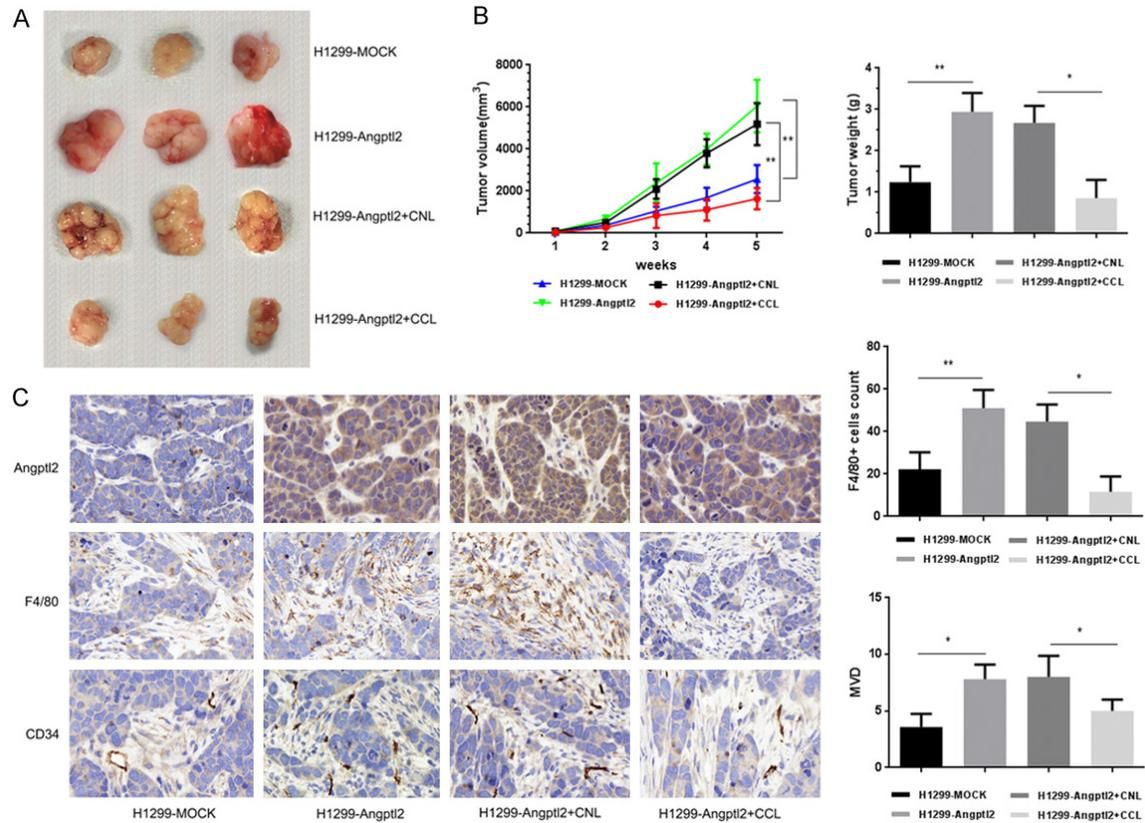 A
H1299-MOCK
H1299-Angptl2
H1299-Angptl2+CNL
H1299-Angptl2+CCL
B
8000
6000
4000
2000
0
Tumor volume(mm3)
1 2 3 4 5
weeks
**
**
H1299-MOCK H1299-Angptl2+CNL
H1299-Angptl2 H1299-Angptl2+CCL
4
3
2
1
0
Tumor weight (g)
** *
H1299-MOCK H1299-Angptl2+CNL
H1299-Angptl2 H1299-Angptl2+CCL
C
Angptl2
F4/80
CD34
H1299-MOCK H1299-Angptl2 H1299-Angptl2+CNL H1299-Angptl2+CCL
80
60
40
20
0
F4/80+ cells count
** *
H1299-MOCK H1299-Angptl2+CNL
H1299-Angptl2 H1299-Angptl2+CCL
15
10
5
0
MVD
* *
H1299-MOCK H1299-Angptl2+CNL
H1299-Angptl2 H1299-Angptl2+CCL